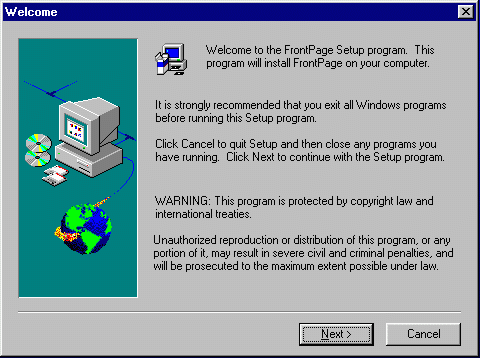 Welcome
Welcome to the FrontPage Setup program.  This
program will install FrontPage on your computer.
It is strongly recommended that you exit all Windows programs
before running this Setup program.
Click Cancel to quit Setup and then close any programs you
have running.  Click Next to continue with the Setup program.
WARNING: This program is protected by copyright law and
international treaties.
Unauthorized reproduction or distribution of this program, or any
portion of it, may result in severe civil and criminal penalties, and
will be prosecuted to the maximum extent possible under law.
Next >
Cancel